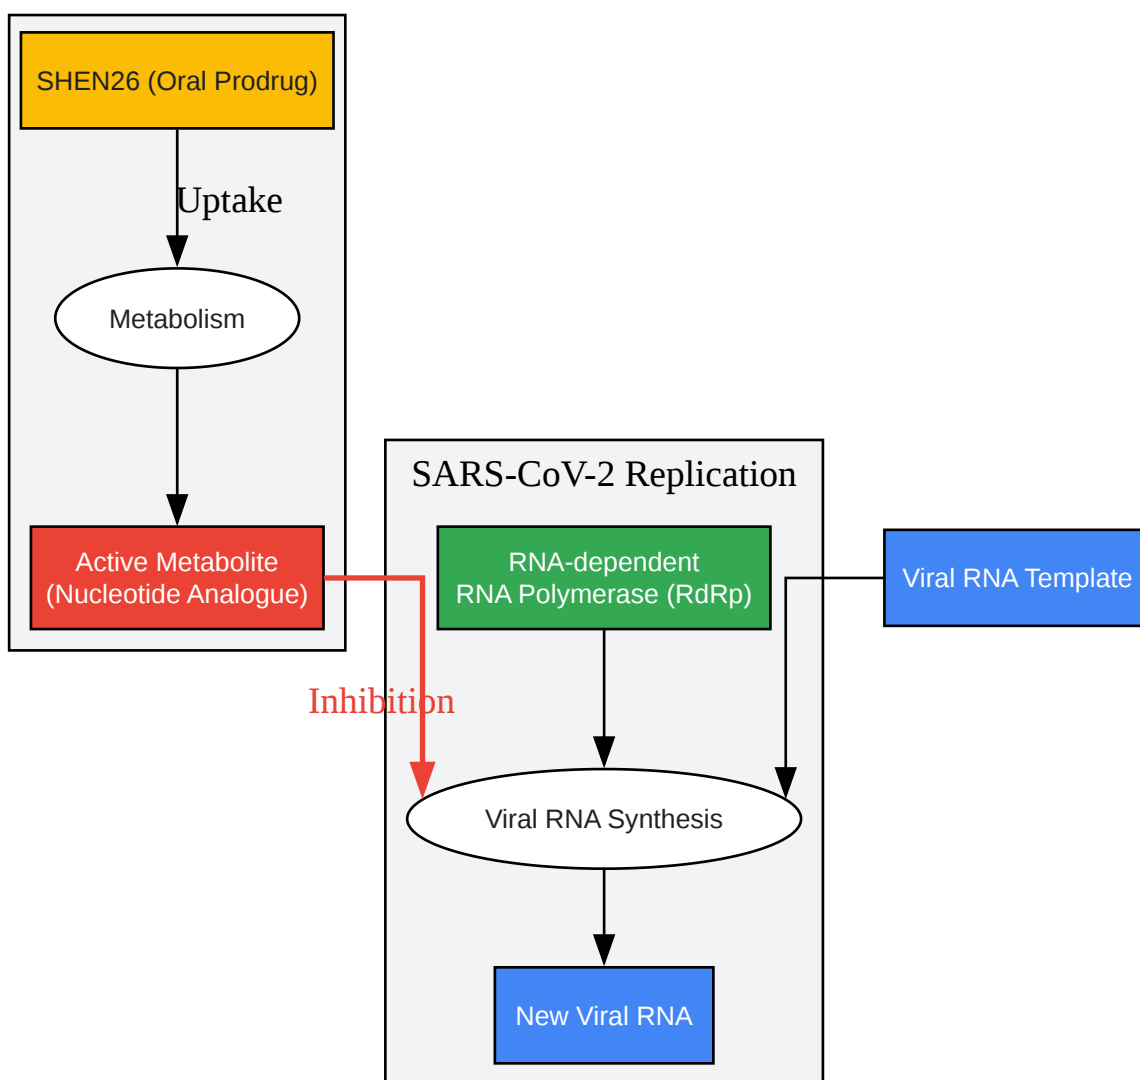 SHEN26 (Oral Prodrug)
Uptake
Metabolism
Active Metabolite
(Nucleotide Analogue)
Inhibition
SARS-CoV-2 Replication
RNA-dependent
RNA Polymerase (RdRp)
Viral RNA Template
Viral RNA Synthesis
New Viral RNA